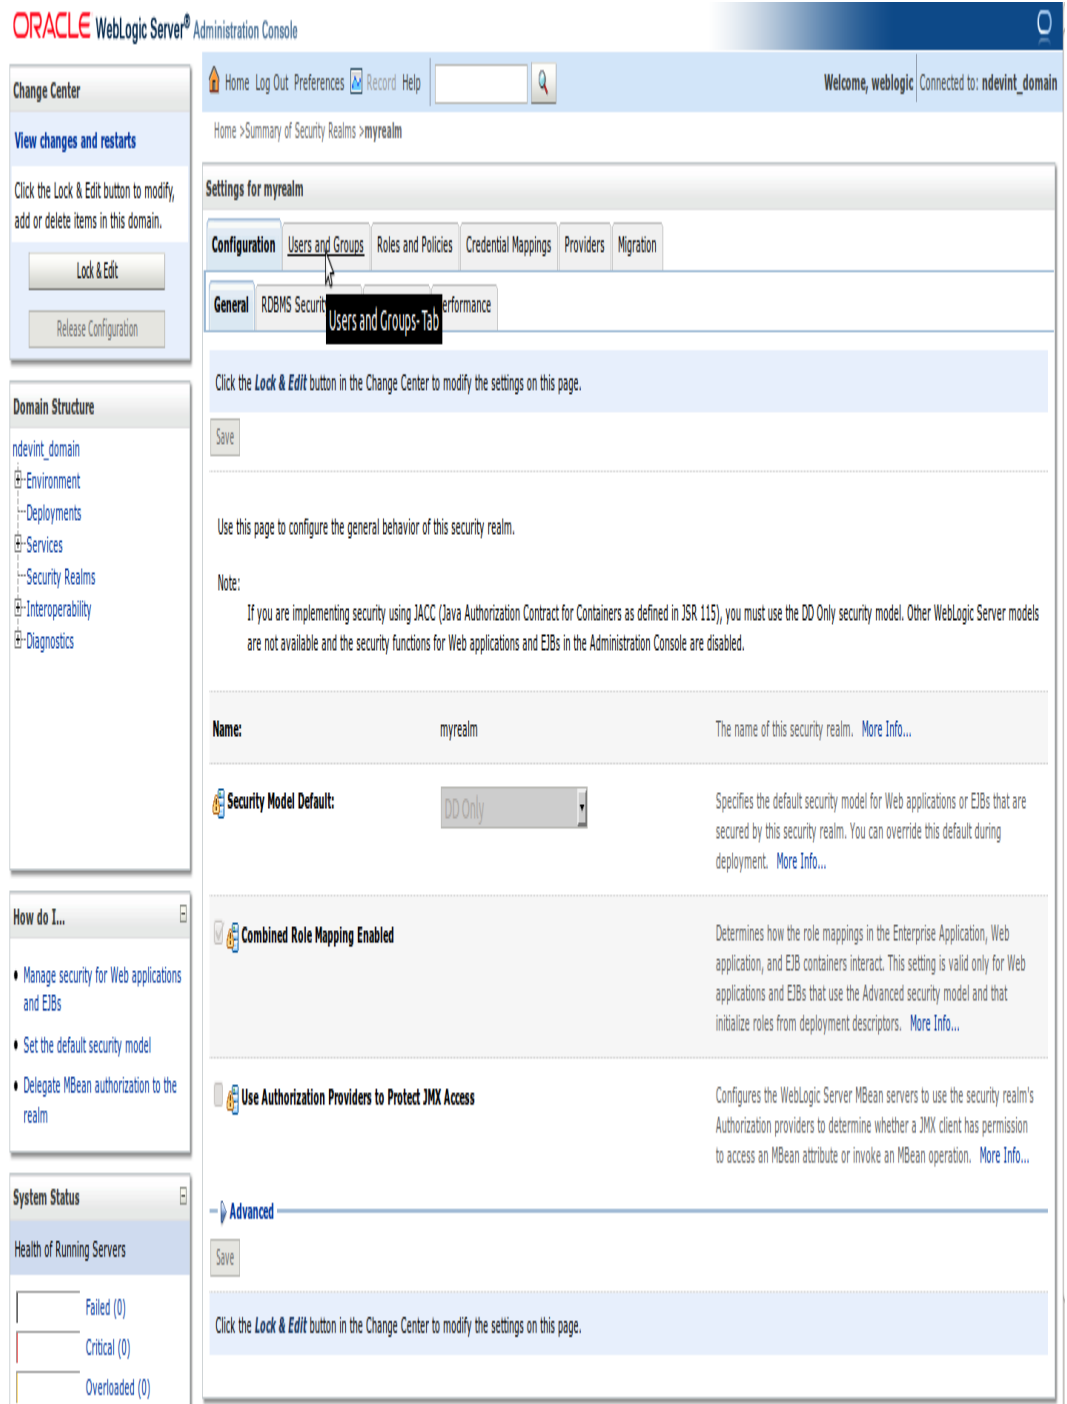 ORACLE WebLogic Server® Administration Console
Change Center
View changes and restarts
Click the Lock & Edit button to modify,
add or delete items in this domain.
Lock & Edit
Release Configuration
Domain Structure
ndevint_domain
Environment
Deployments
Services
Security Realms
Interoperability
Diagnostics
How do I...
Manage security for Web applications
and EJBs
Set the default security model
Delegate MBean authorization to the
realm
System Status
Health of Running Servers
Failed (0)
Critical (0)
Overloaded (0)
Home Log Out Preferences Record Help
Welcome, weblogic Connected to: ndevint_domain
Home >Summary of Security Realms >myrealm
Settings for myrealm
Configuration Users and Groups Roles and Policies Credential Mappings Providers Migration
General RDBMS Securit erformance
Users and Groups- Tab
Click the Lock & Edit button in the Change Center to modify the settings on this page.
Save
Use this page to configure the general behavior of this security realm.
Note:
If you are implementing security using JACC (Java Authorization Contract for Containers as defined in JSR 115), you must use the DD Only security model. Other WebLogic Server models
are not available and the security functions for Web applications and EJBs in the Administration Console are disabled.
Name: myrealm The name of this security realm. More Info...
Security Model Default: DD Only Specifies the default security model for Web applications or EJBs that are
secured by this security realm. You can override this default during
deployment. More Info...
Combined Role Mapping Enabled Determines how the role mappings in the Enterprise Application, Web
application, and EJB containers interact. This setting is valid only for Web
applications and EJBs that use the Advanced security model and that
initialize roles from deployment descriptors. More Info...
Use Authorization Providers to Protect JMX Access Configures the WebLogic Server MBean servers to use the security realm's
Authorization providers to determine whether a JMX client has permission
to access an MBean attribute or invoke an MBean operation. More Info...
Advanced
Save
Click the Lock & Edit button in the Change Center to modify the settings on this page.